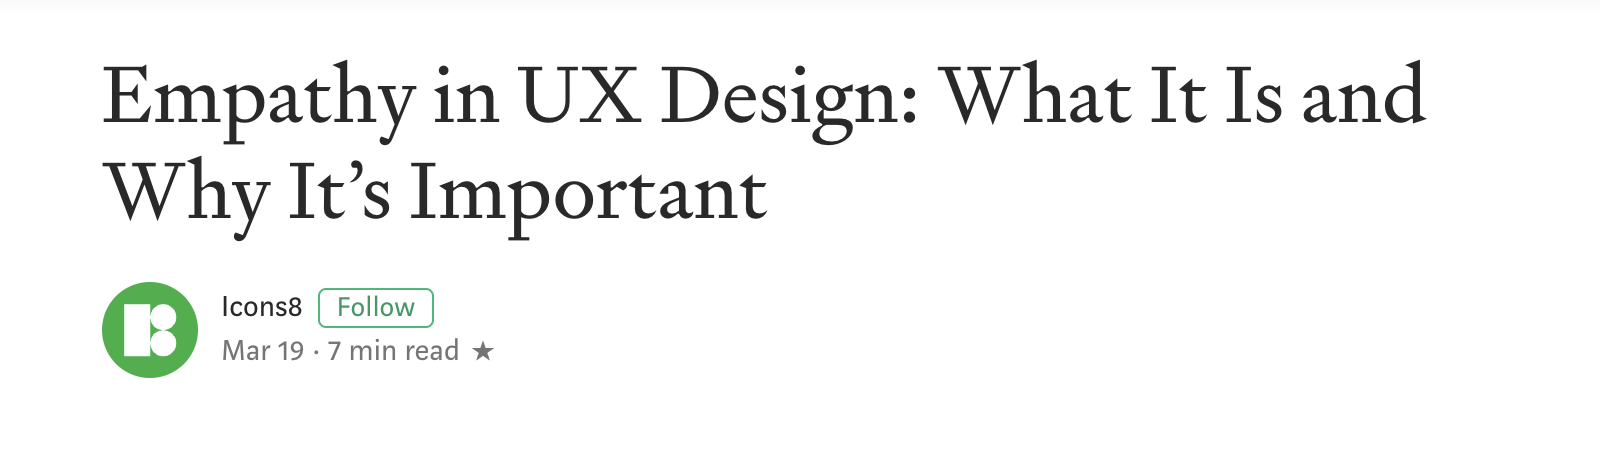 Empathy in UX Design: What It Is and
Why It’s Important
Icons8 Follow
Mar 19 · 7 min read ★